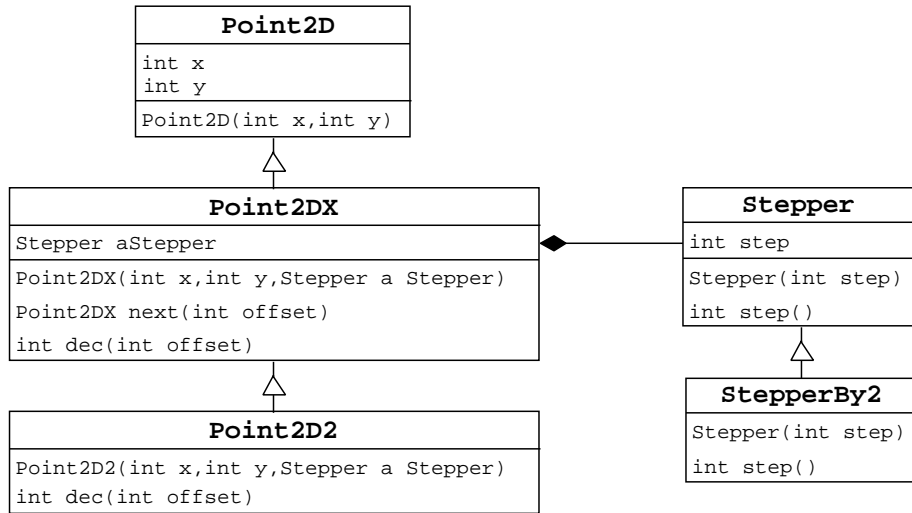 Point2D
int x
int y
Point2D(int x,int y)
Point2DX
Stepper aStepper
Point2DX(int x,int y,Stepper a Stepper)
Point2DX next(int offset)
int dec(int offset)
Stepper
int step
Stepper(int step)
int step()
Point2D2
Point2D2(int x,int y,Stepper a Stepper)
int dec(int offset)
StepperBy2
Stepper(int step)
int step()